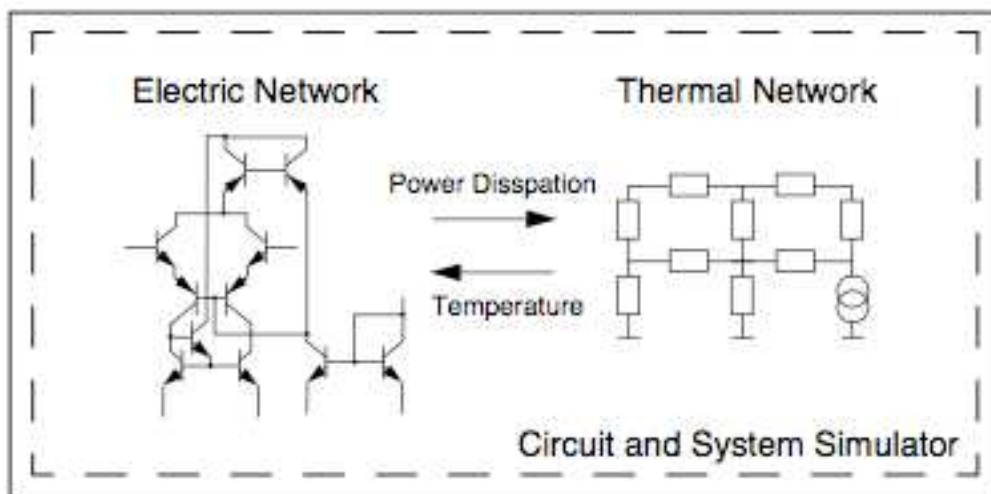 Electric Network
Thermal Network
Power Disspation
Temperature
Circuit and System Simulator